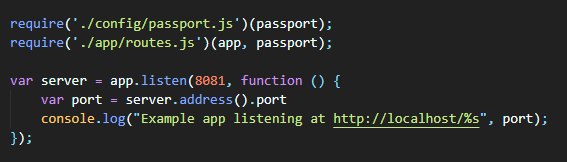 require('./config/passport.js')(passport);
require('./app/routes.js')(app, passport);
var server = app.listen(8081, function () {
var port = server.address().port
console.log("Example app listening at http://localhost/%s", port);
});